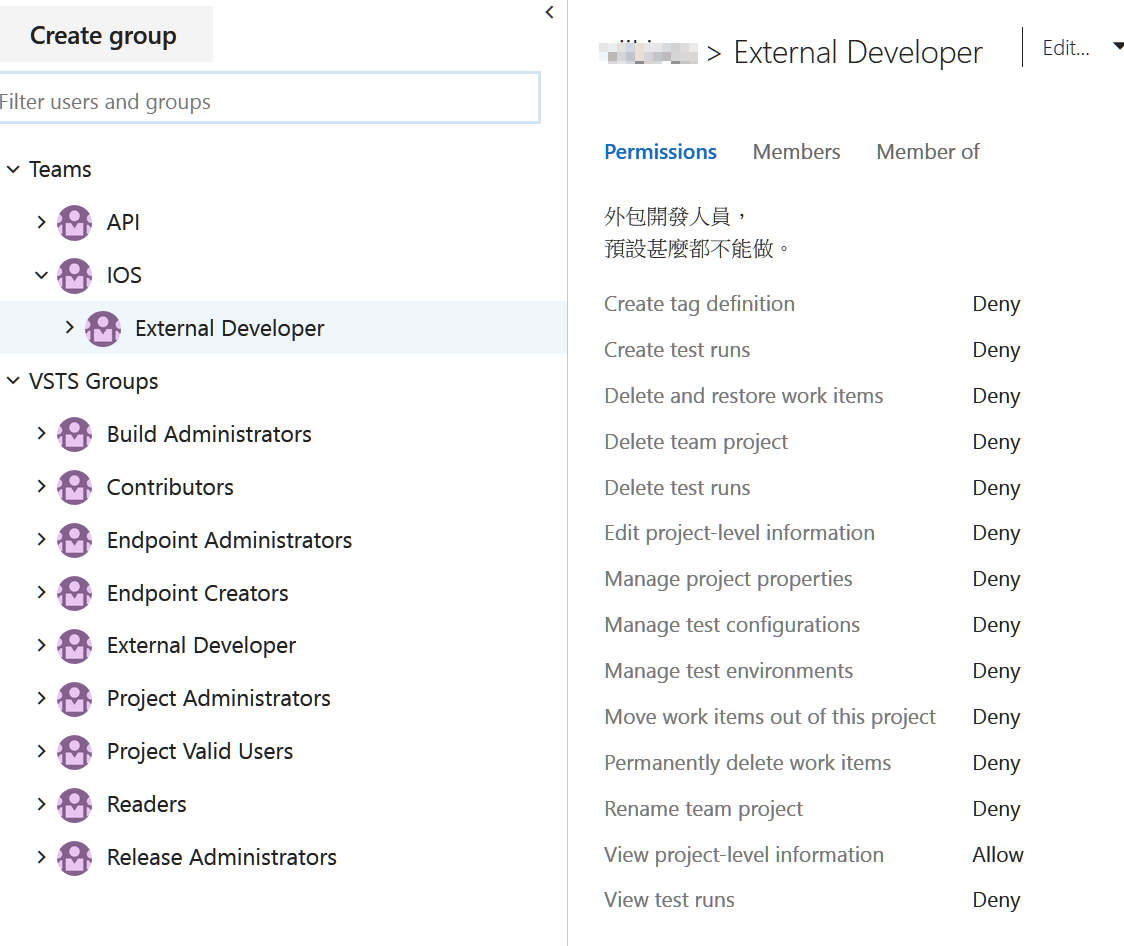 Create group
Filter users and groups
Teams
API
IOS
External Developer
VSTS Groups
Build Administrators
Contributors
Endpoint Administrators
Endpoint Creators
External Developer
Project Administrators
Project Valid Users
Readers
Release Administrators
> External Developer
Edit...
Permissions Members Member of
外包開發人員，
預設甚麼都不能做。
Create tag definition Deny
Create test runs Deny
Delete and restore work items Deny
Delete team project Deny
Delete test runs Deny
Edit project-level information Deny
Manage project properties Deny
Manage test configurations Deny
Manage test environments Deny
Move work items out of this project Deny
Permanently delete work items Deny
Rename team project Deny
View project-level information Allow
View test runs Deny